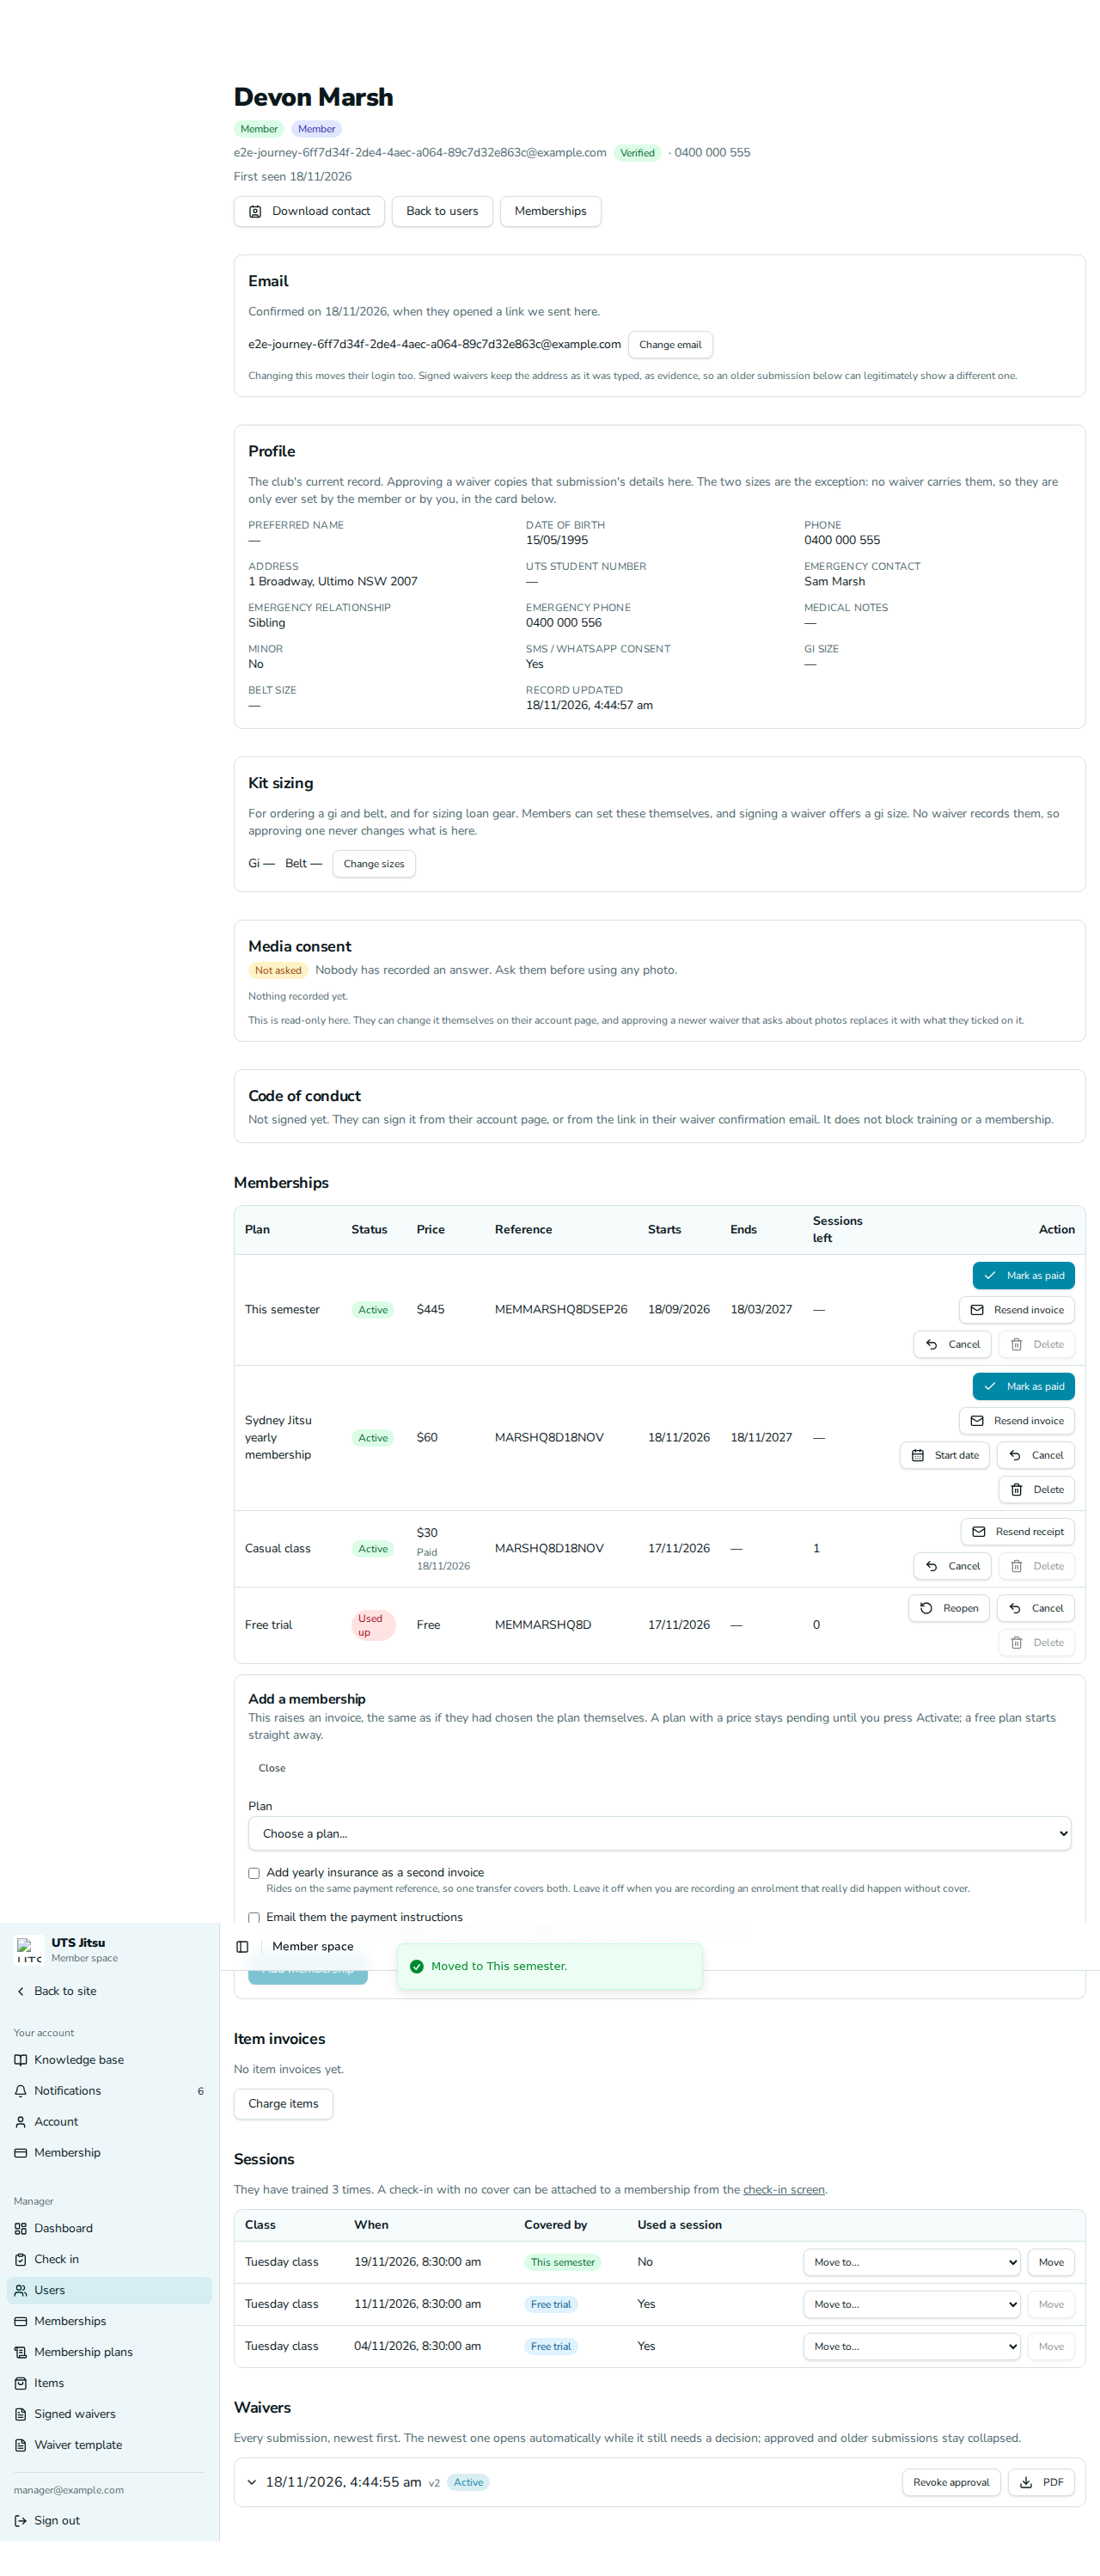 Devon Marsh
Member Member
e2e-journey-6ff7d34f-2de4-4aec-a064-89c7d32e863c@example.com Verified · 0400 000 555
First seen 18/11/2026
Download contact Back to users Memberships
Email
Confirmed on 18/11/2026, when they opened a link we sent here.
e2e-journey-6ff7d34f-2de4-4aec-a064-89c7d32e863c@example.com Change email
Changing this moves their login too. Signed waivers keep the address as it was typed, as evidence, so an older submission below can legitimately show a different one.
Profile
The club's current record. Approving a waiver copies that submission's details here. The two sizes are the exception: no waiver carries them, so they are
only ever set by the member or by you, in the card below.
PREFERRED NAME DATE OF BIRTH PHONE
— 15/05/1995 0400 000 555
ADDRESS UTS STUDENT NUMBER EMERGENCY CONTACT
1 Broadway, Ultimo NSW 2007 — Sam Marsh
EMERGENCY RELATIONSHIP EMERGENCY PHONE MEDICAL NOTES
Sibling 0400 000 556 —
MINOR SMS / WHATSAPP CONSENT GI SIZE
No Yes —
BELT SIZE RECORD UPDATED
— 18/11/2026, 4:44:57 am
Kit sizing
For ordering a gi and belt, and for sizing loan gear. Members can set these themselves, and signing a waiver offers a gi size. No waiver records them, so
approving one never changes what is here.
Gi — Belt — Change sizes
Media consent
Not asked Nobody has recorded an answer. Ask them before using any photo.
Nothing recorded yet.
This is read-only here. They can change it themselves on their account page, and approving a newer waiver that asks about photos replaces it with what they ticked on it.
Code of conduct
Not signed yet. They can sign it from their account page, or from the link in their waiver confirmation email. It does not block training or a membership.
Memberships
Plan Status Price Reference Starts Ends Sessions left Action
This semester Active $445 MEMMARSHQ8DSEP26 18/09/2026 18/03/2027 — Mark as paid
Resend invoice
Cancel Delete
Sydney Jitsu yearly membership Active $60 MARSHQ8D18NOV 18/11/2026 18/11/2027 — Mark as paid
Resend invoice
Start date Cancel
Delete
Casual class Active $30 Paid 18/11/2026 MARSHQ8D18NOV 17/11/2026 — 1 Resend receipt
Cancel Delete
Free trial Used up Free MEMMARSHQ8D 17/11/2026 — 0 Reopen Cancel
Delete
Add a membership
This raises an invoice, the same as if they had chosen the plan themselves. A plan with a price stays pending until you press Activate; a free plan starts
straight away.
Close
Plan
Choose a plan...
Add yearly insurance as a second invoice
Rides on the same payment reference, so one transfer covers both. Leave it off when you are recording an enrolment that really did happen without cover.
Email them the payment instructions
UTS Jitsu
Member space
Back to site
Your account
Knowledge base
Notifications 6
Account
Membership
Manager
Dashboard
Check in
Users
Memberships
Membership plans
Items
Signed waivers
Waiver template
manager@example.com
Sign out
Member space
Moved to This semester.
Item invoices
No item invoices yet.
Charge items
Sessions
They have trained 3 times. A check-in with no cover can be attached to a membership from the check-in screen.
Class When Covered by Used a session
Tuesday class 19/11/2026, 8:30:00 am This semester No Move to... Move
Tuesday class 11/11/2026, 8:30:00 am Free trial Yes Move to... Move
Tuesday class 04/11/2026, 8:30:00 am Free trial Yes Move to... Move
Waivers
Every submission, newest first. The newest one opens automatically while it still needs a decision; approved and older submissions stay collapsed.
18/11/2026, 4:44:55 am v2 Active Revoke approval PDF